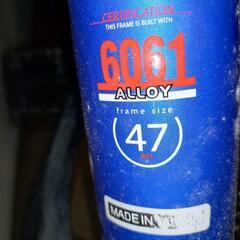 CERTIFICATION
THIS FRAME IS BUILT WITH
6061
ALLOY
frame size
47
MADE IN